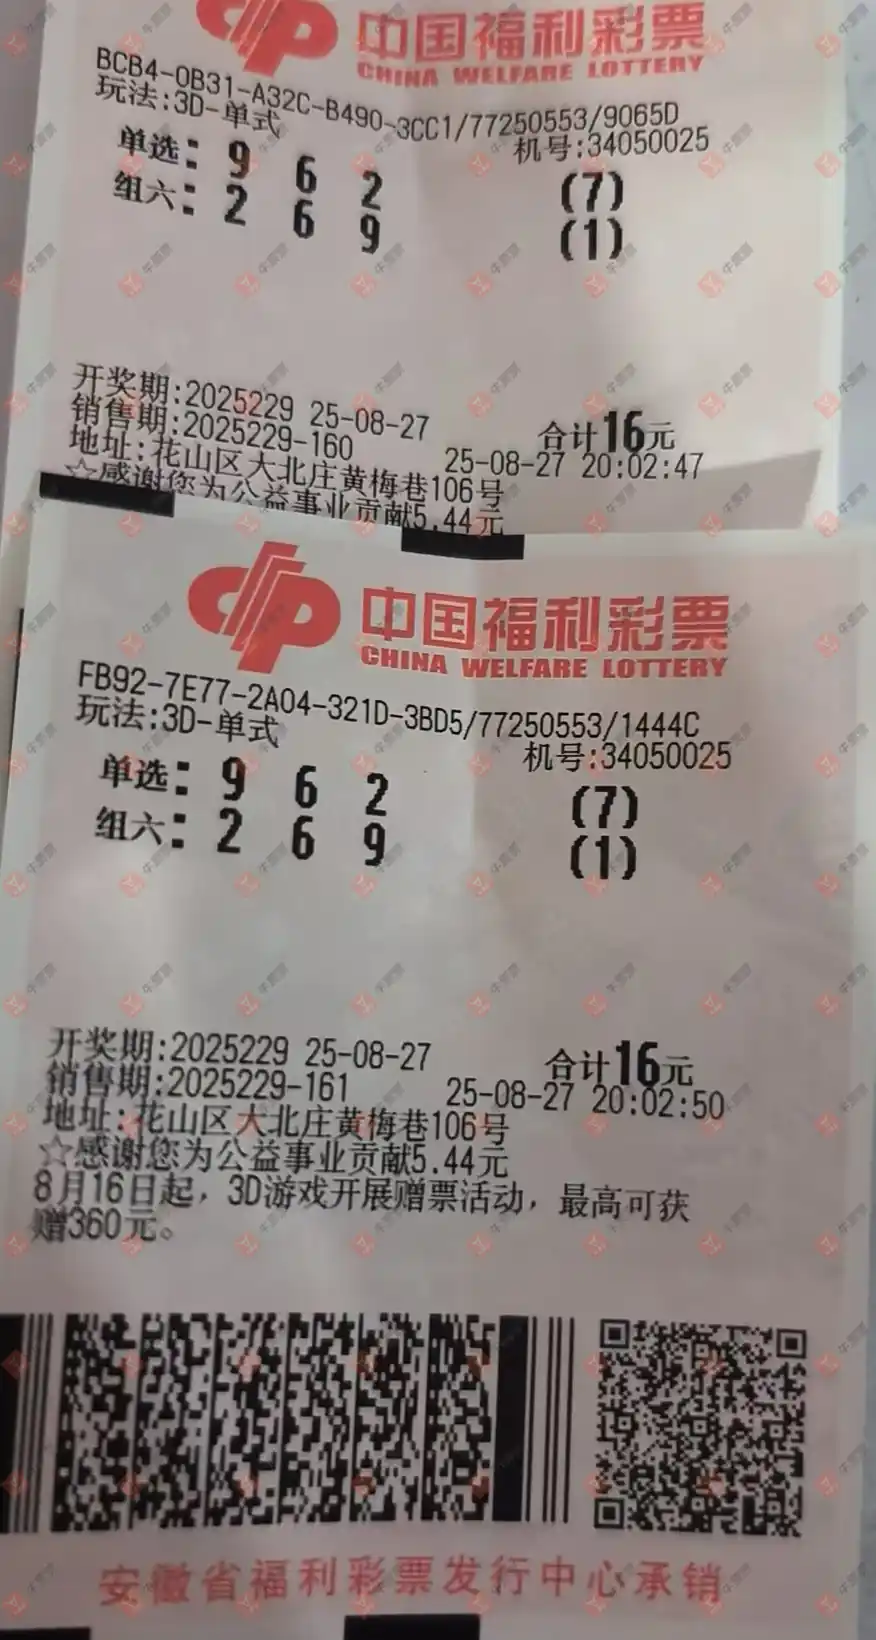 中国福利彩票
CHINA WELFARE LOTTERY
BCB4-0B31-A32C-B490-3CC1/77250553/9065D
玩法:3D-单式 机号:34050025
单选: 9 6 2 (7)
组六: 2 6 9 (1)
开奖期:2025229 25-08-27 合计16元
销售期:2025229-160 25-08-27 20:02:47
地址:花山区大北庄黄梅巷106号
☆感谢您为公益事业贡献5.44元
中国福利彩票
CHINA WELFARE LOTTERY
FB92-7E77-2A04-321D-3BD5/77250553/1444C
玩法:3D-单式 机号:34050025
单选: 9 6 2 (7)
组六: 2 6 9 (1)
开奖期:2025229 25-08-27 合计16元
销售期:2025229-161 25-08-27 20:02:50
地址:花山区大北庄黄梅巷106号
☆感谢您为公益事业贡献5.44元
8月16日起，3D游戏开展赠票活动，最高可获
赠360元。
安徽省福利彩票发行中心承销